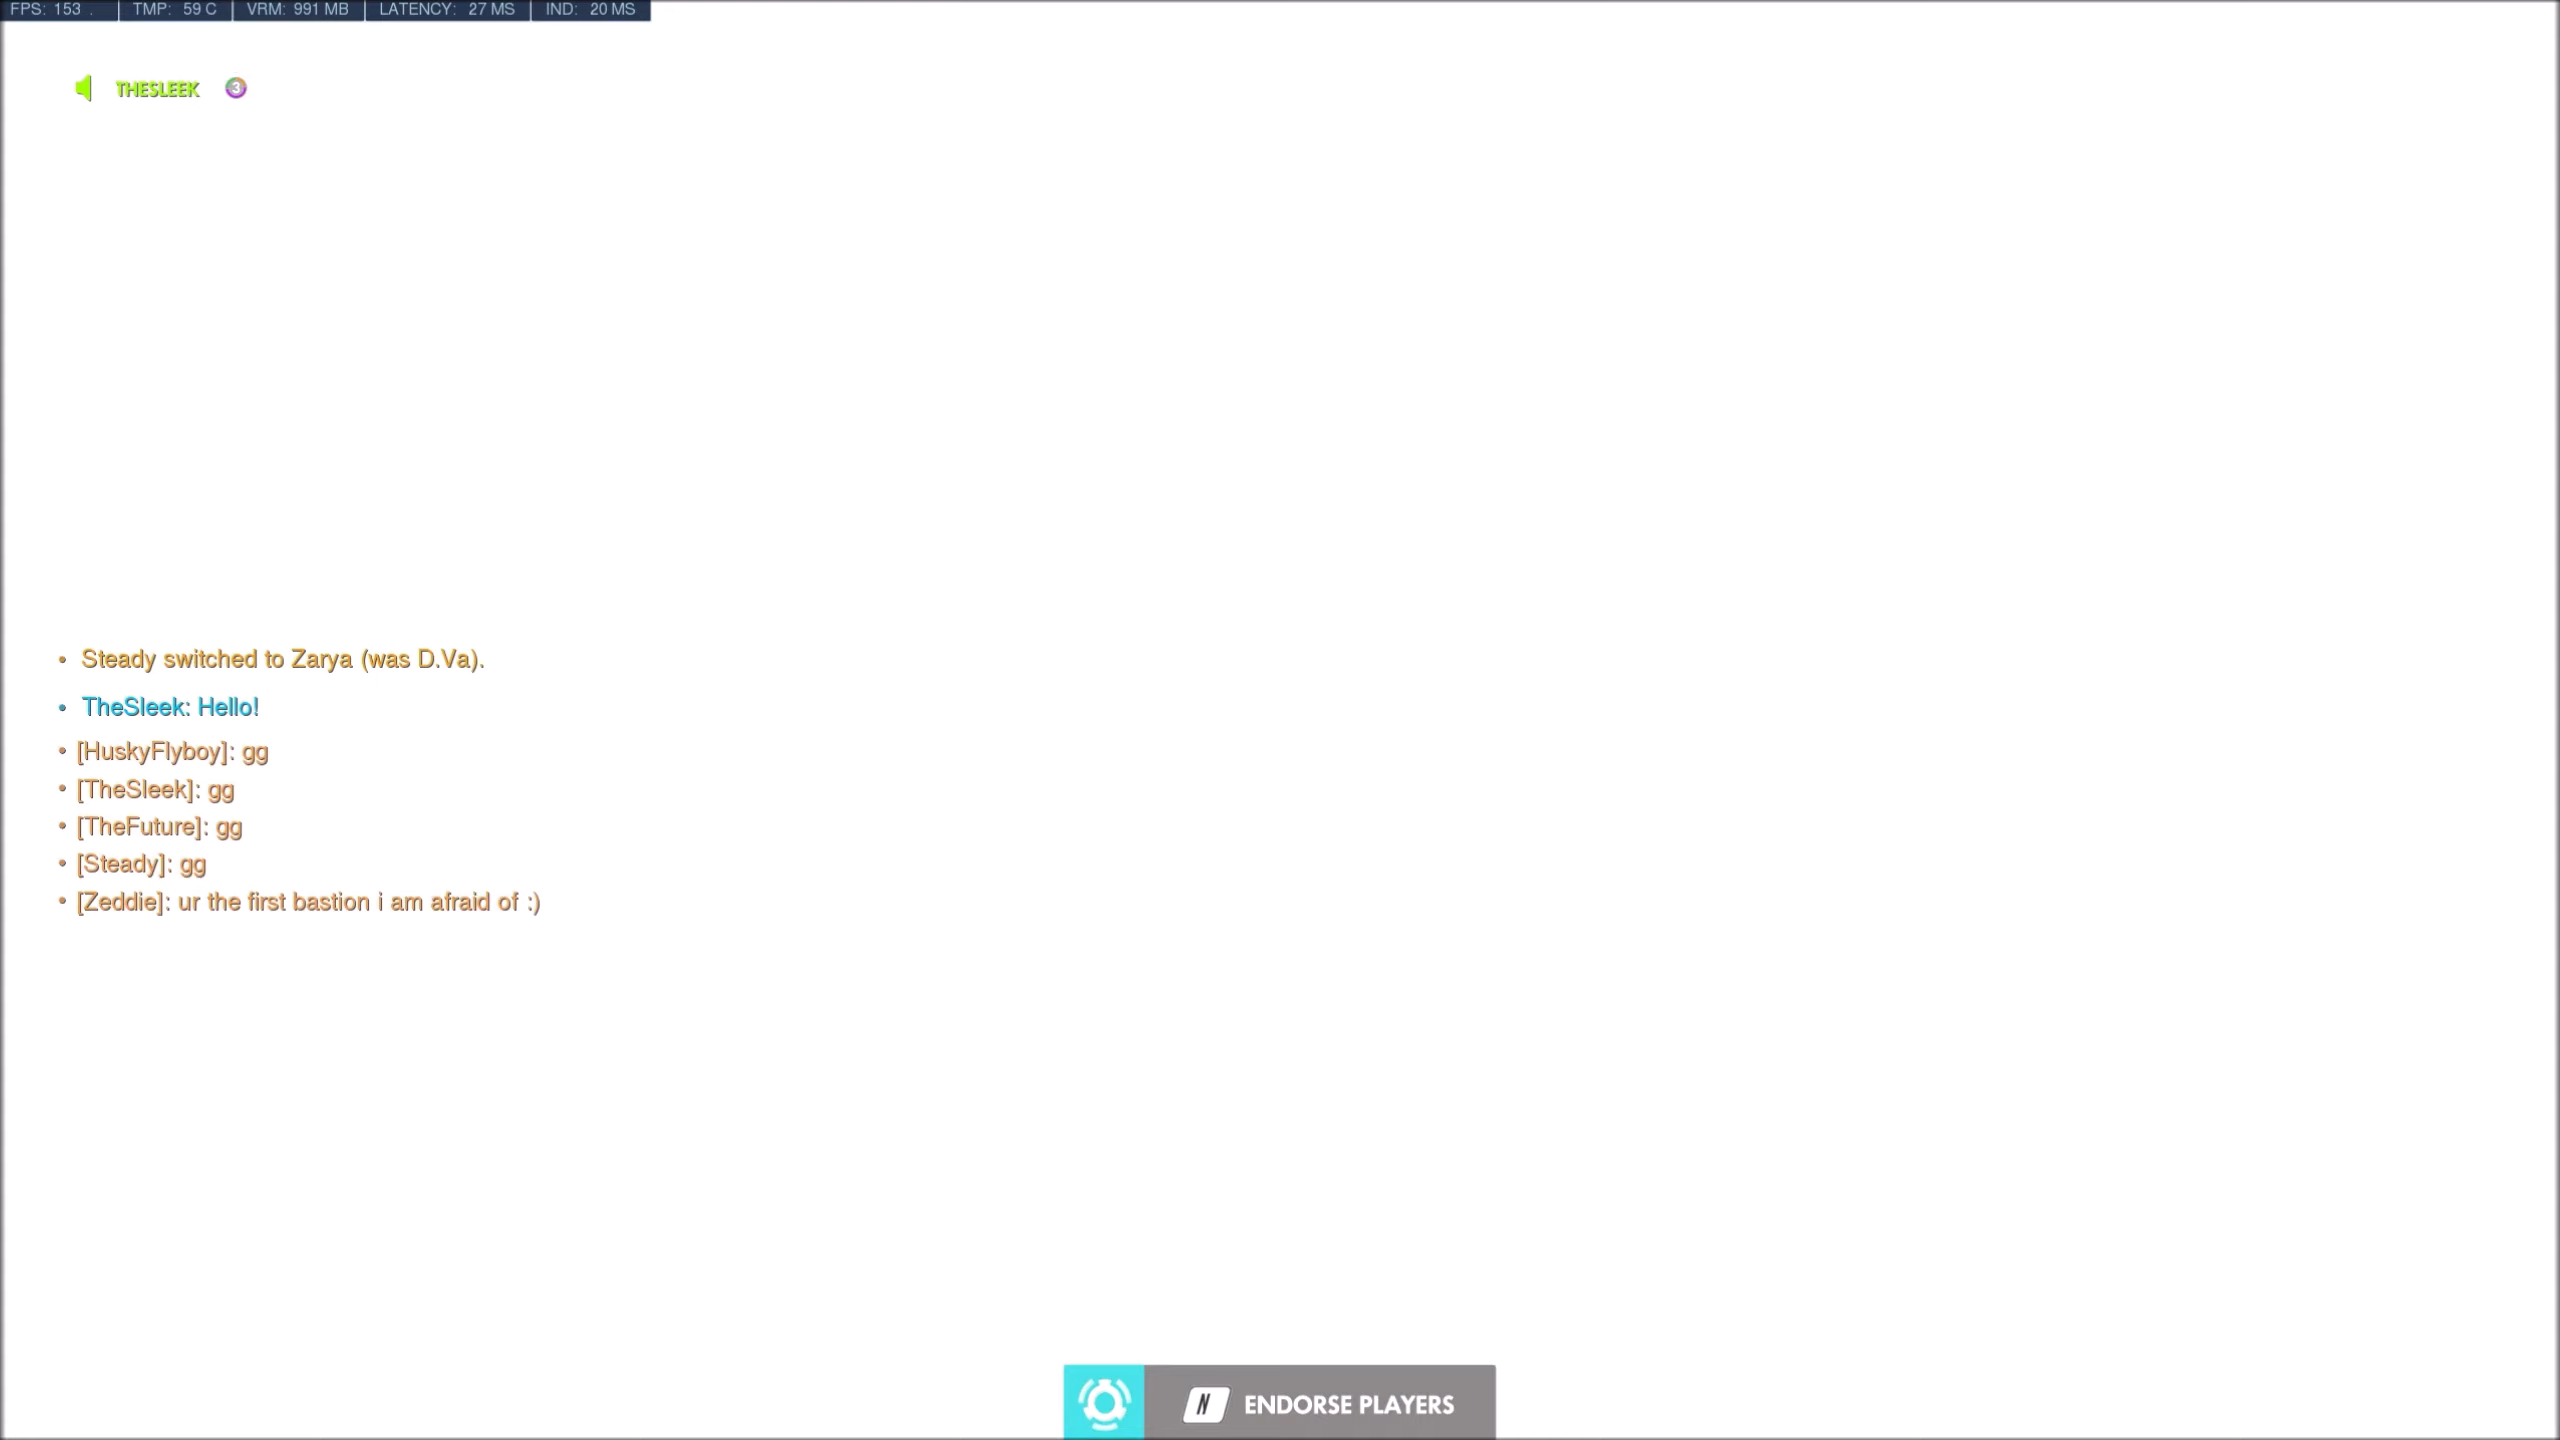 FPS: 153 . TMP: 59 C VRM: 991 MB LATENCY: 27 MS IND: 20 MS
THESLEEK 3
• Steady switched to Zarya (was D.Va).
• TheSleek: Hello!
• [HuskyFlyboy]: gg
• [TheSleek]: gg
• [TheFuture]: gg
• [Steady]: gg
• [Zeddie]: ur the first bastion i am afraid of :)
N ENDORSE PLAYERS